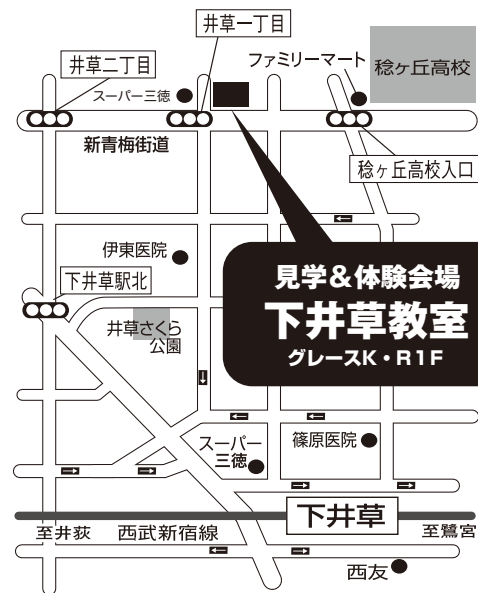 井草一丁目
井草二丁目
ファミリーマート
稔ヶ丘高校
スーパー三徳
新青梅街道
稔ヶ丘高校入口
伊東医院
下井草駅北
見学&体験会場
下井草教室
グレースK・R1F
井草さくら
公園
スーパー
三徳
篠原医院
下井草
至井荻
西武新宿線
至鷺宮
西友